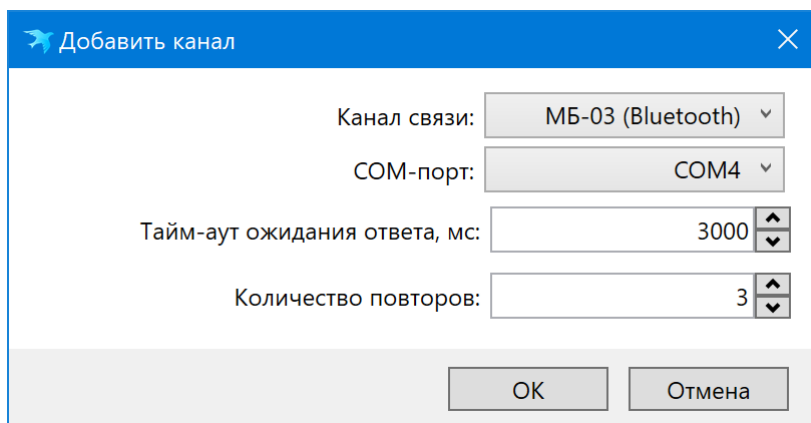 Добавить канал
Канал связи: МБ-03 (Bluetooth)
COM-порт: COM4
Тайм-аут ожидания ответа, мс: 3000
Количество повторов: 3
OK Отмена